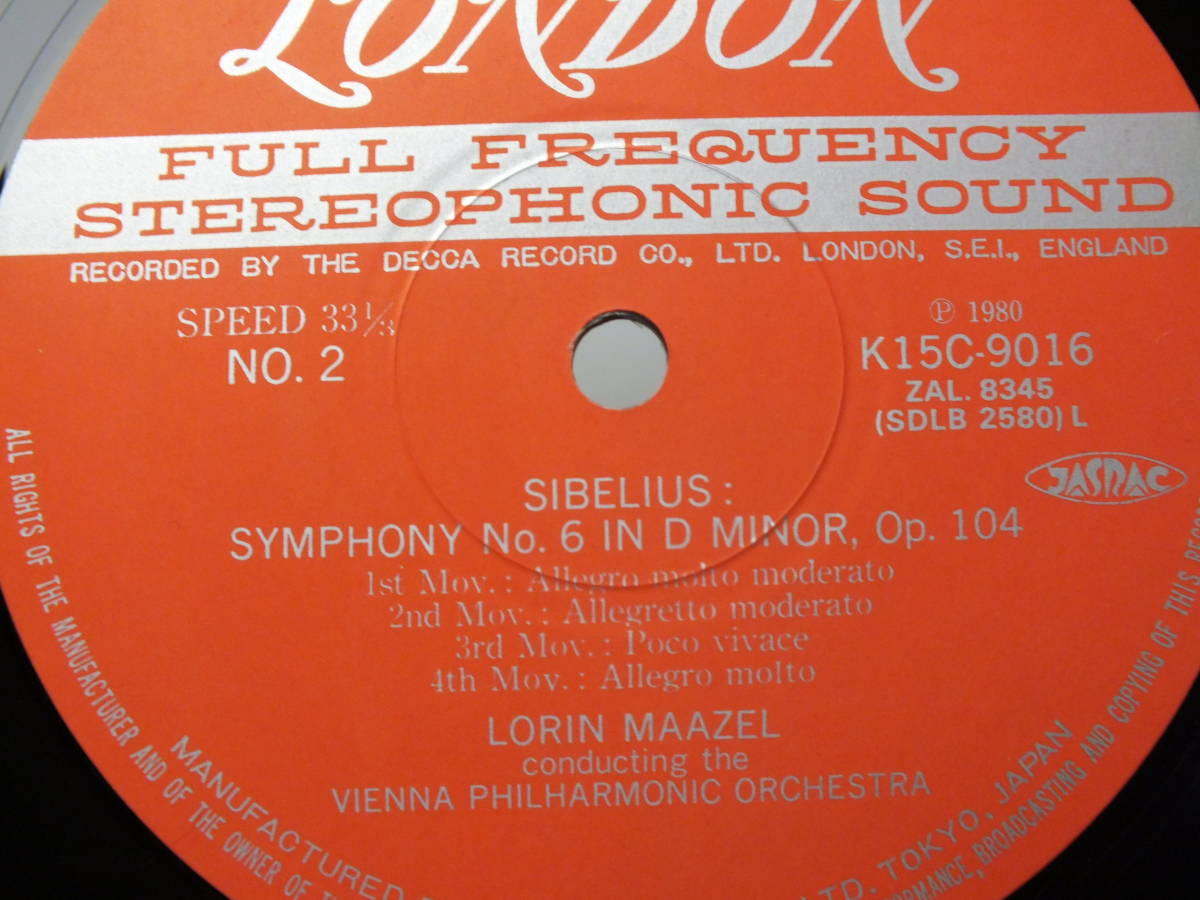 LONDON
FULL FREQUENCY
STEREOPHONIC SOUND
RECORDED BY THE DECCA RECORD CO., LTD. LONDON, S.E.I., ENGLAND
SPEED 33 1/3
NO. 2
℗ 1980
K15C-9016
ZAL. 8345
(SDLB 2580) L
JASRAC
SIBELIUS:
SYMPHONY No. 6 IN D MINOR, Op. 104
1st Mov.: Allegro molto moderato
2nd Mov.: Allegretto moderato
3rd Mov.: Poco vivace
4th Mov.: Allegro molto
LORIN MAAZEL
conducting the
VIENNA PHILHARMONIC ORCHESTRA
MANUFACTURED LTD. TOKYO, JAPAN
ALL RIGHTS OF THE MANUFACTURER AND OF THE OWNER OF BROADCASTING AND COPYING OF THIS